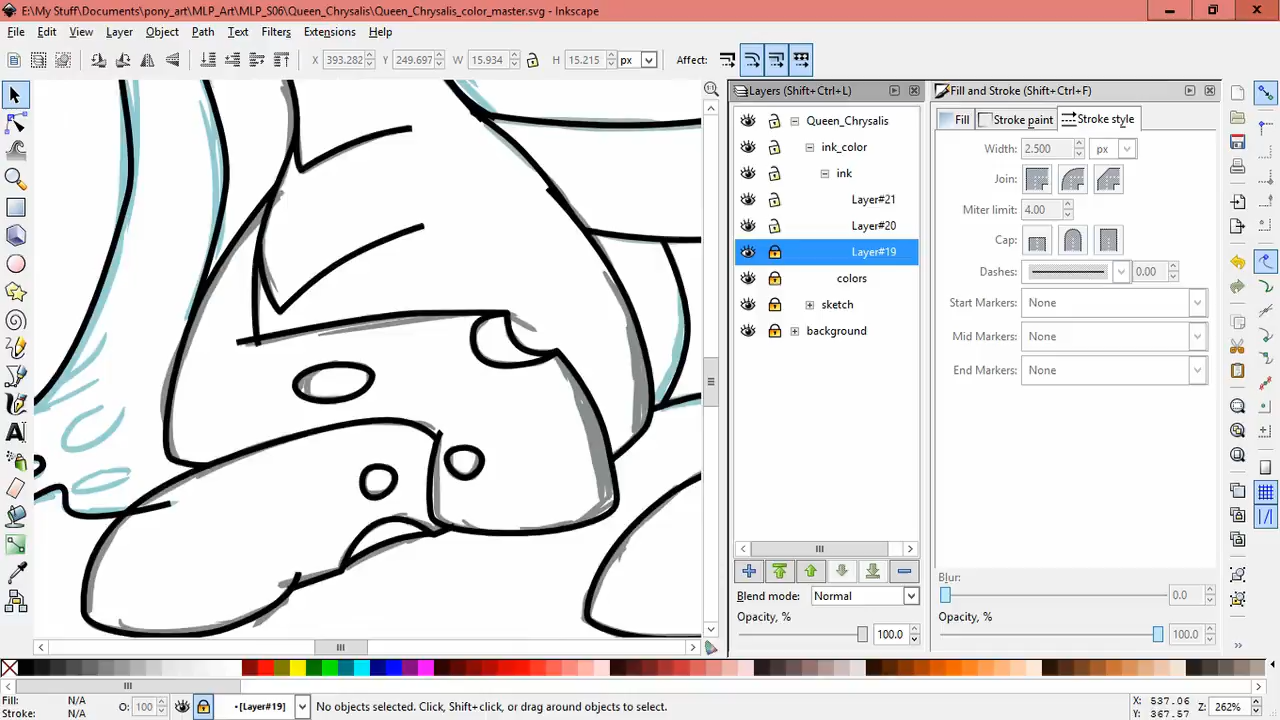 E:\My Stuff\Documents\pony_art\MLP_Art\MLP_S06\Queen_Chrysalis\Queen_Chrysalis_color_master.svg - Inkscape
File Edit View Layer Object Path Text Filters Extensions Help
X 393.282 Y 249.697 W 15.934 H 15.215 px Affect:
Layers (Shift+Ctrl+L)
Queen_Chrysalis
ink_color
ink
Layer#21
Layer#20
Layer#19
colors
sketch
background
Blend mode: Normal
Opacity, %
100.0
Fill and Stroke (Shift+Ctrl+F)
Fill Stroke paint Stroke style
Width: 2.500 px
Join:
Miter limit: 4.00
Cap:
Dashes: 0.00
Start Markers: None
Mid Markers: None
End Markers: None
Blur:
0.0
Opacity, %
100.0
Fill: N/A
Stroke: N/A
O: 100
•[Layer#19]
No objects selected. Click, Shift+click, or drag around objects to select.
X: 537.06
Y: 367.57
Z: 262%